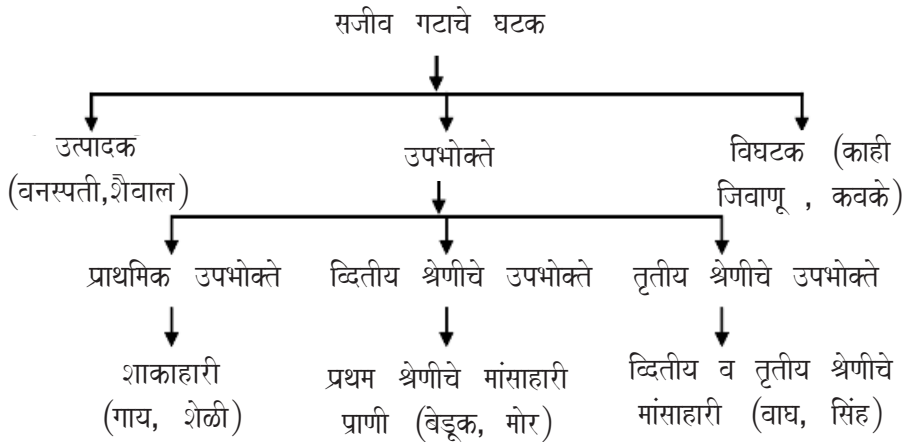 सजीव गटाचे घटक
उत्पादक
(वनस्पती,शैवाल)
उपभोक्ते
विघटक (काही
जिवाणू , कवके)
प्राथमिक उपभोक्ते
व्दितीय श्रेणीचे उपभोक्ते
तृतीय श्रेणीचे उपभोक्ते
शाकाहारी
(गाय, शेळी)
प्रथम श्रेणीचे मांसाहारी
प्राणी (बेडूक, मोर)
व्दितीय व तृतीय श्रेणीचे
मांसाहारी (वाघ, सिंह)